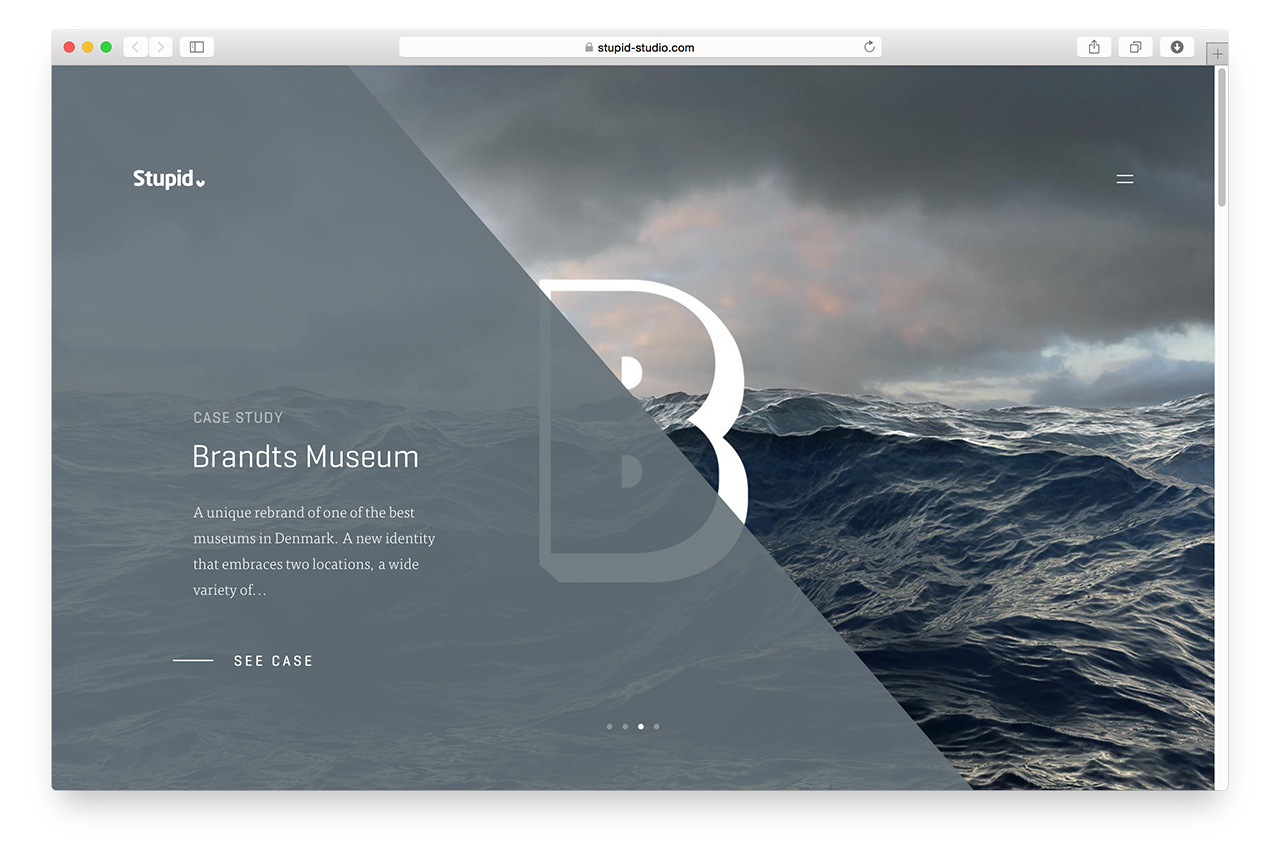 stupid-studio.com
Stupid
B
CASE STUDY
Brandts Museum
A unique rebrand of one of the best
museums in Denmark. A new identity
that embraces two locations, a wide
variety of...
SEE CASE